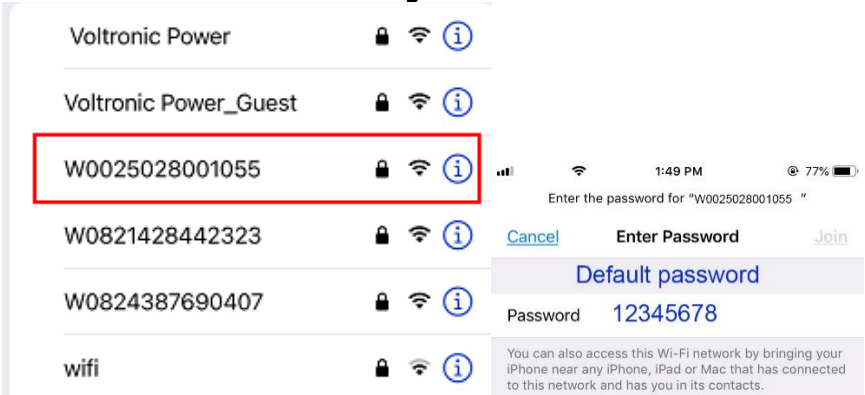 Voltronic Power
Voltronic Power_Guest
W0025028001055
W0821428442323
W0824387690407
wifi
1:49 PM
77%
Enter the password for "W0025028001055 "
Cancel Enter Password Join
Default password
Password 12345678
You can also access this Wi-Fi network by bringing your
iPhone near any iPhone, iPad or Mac that has connected
to this network and has you in its contacts.